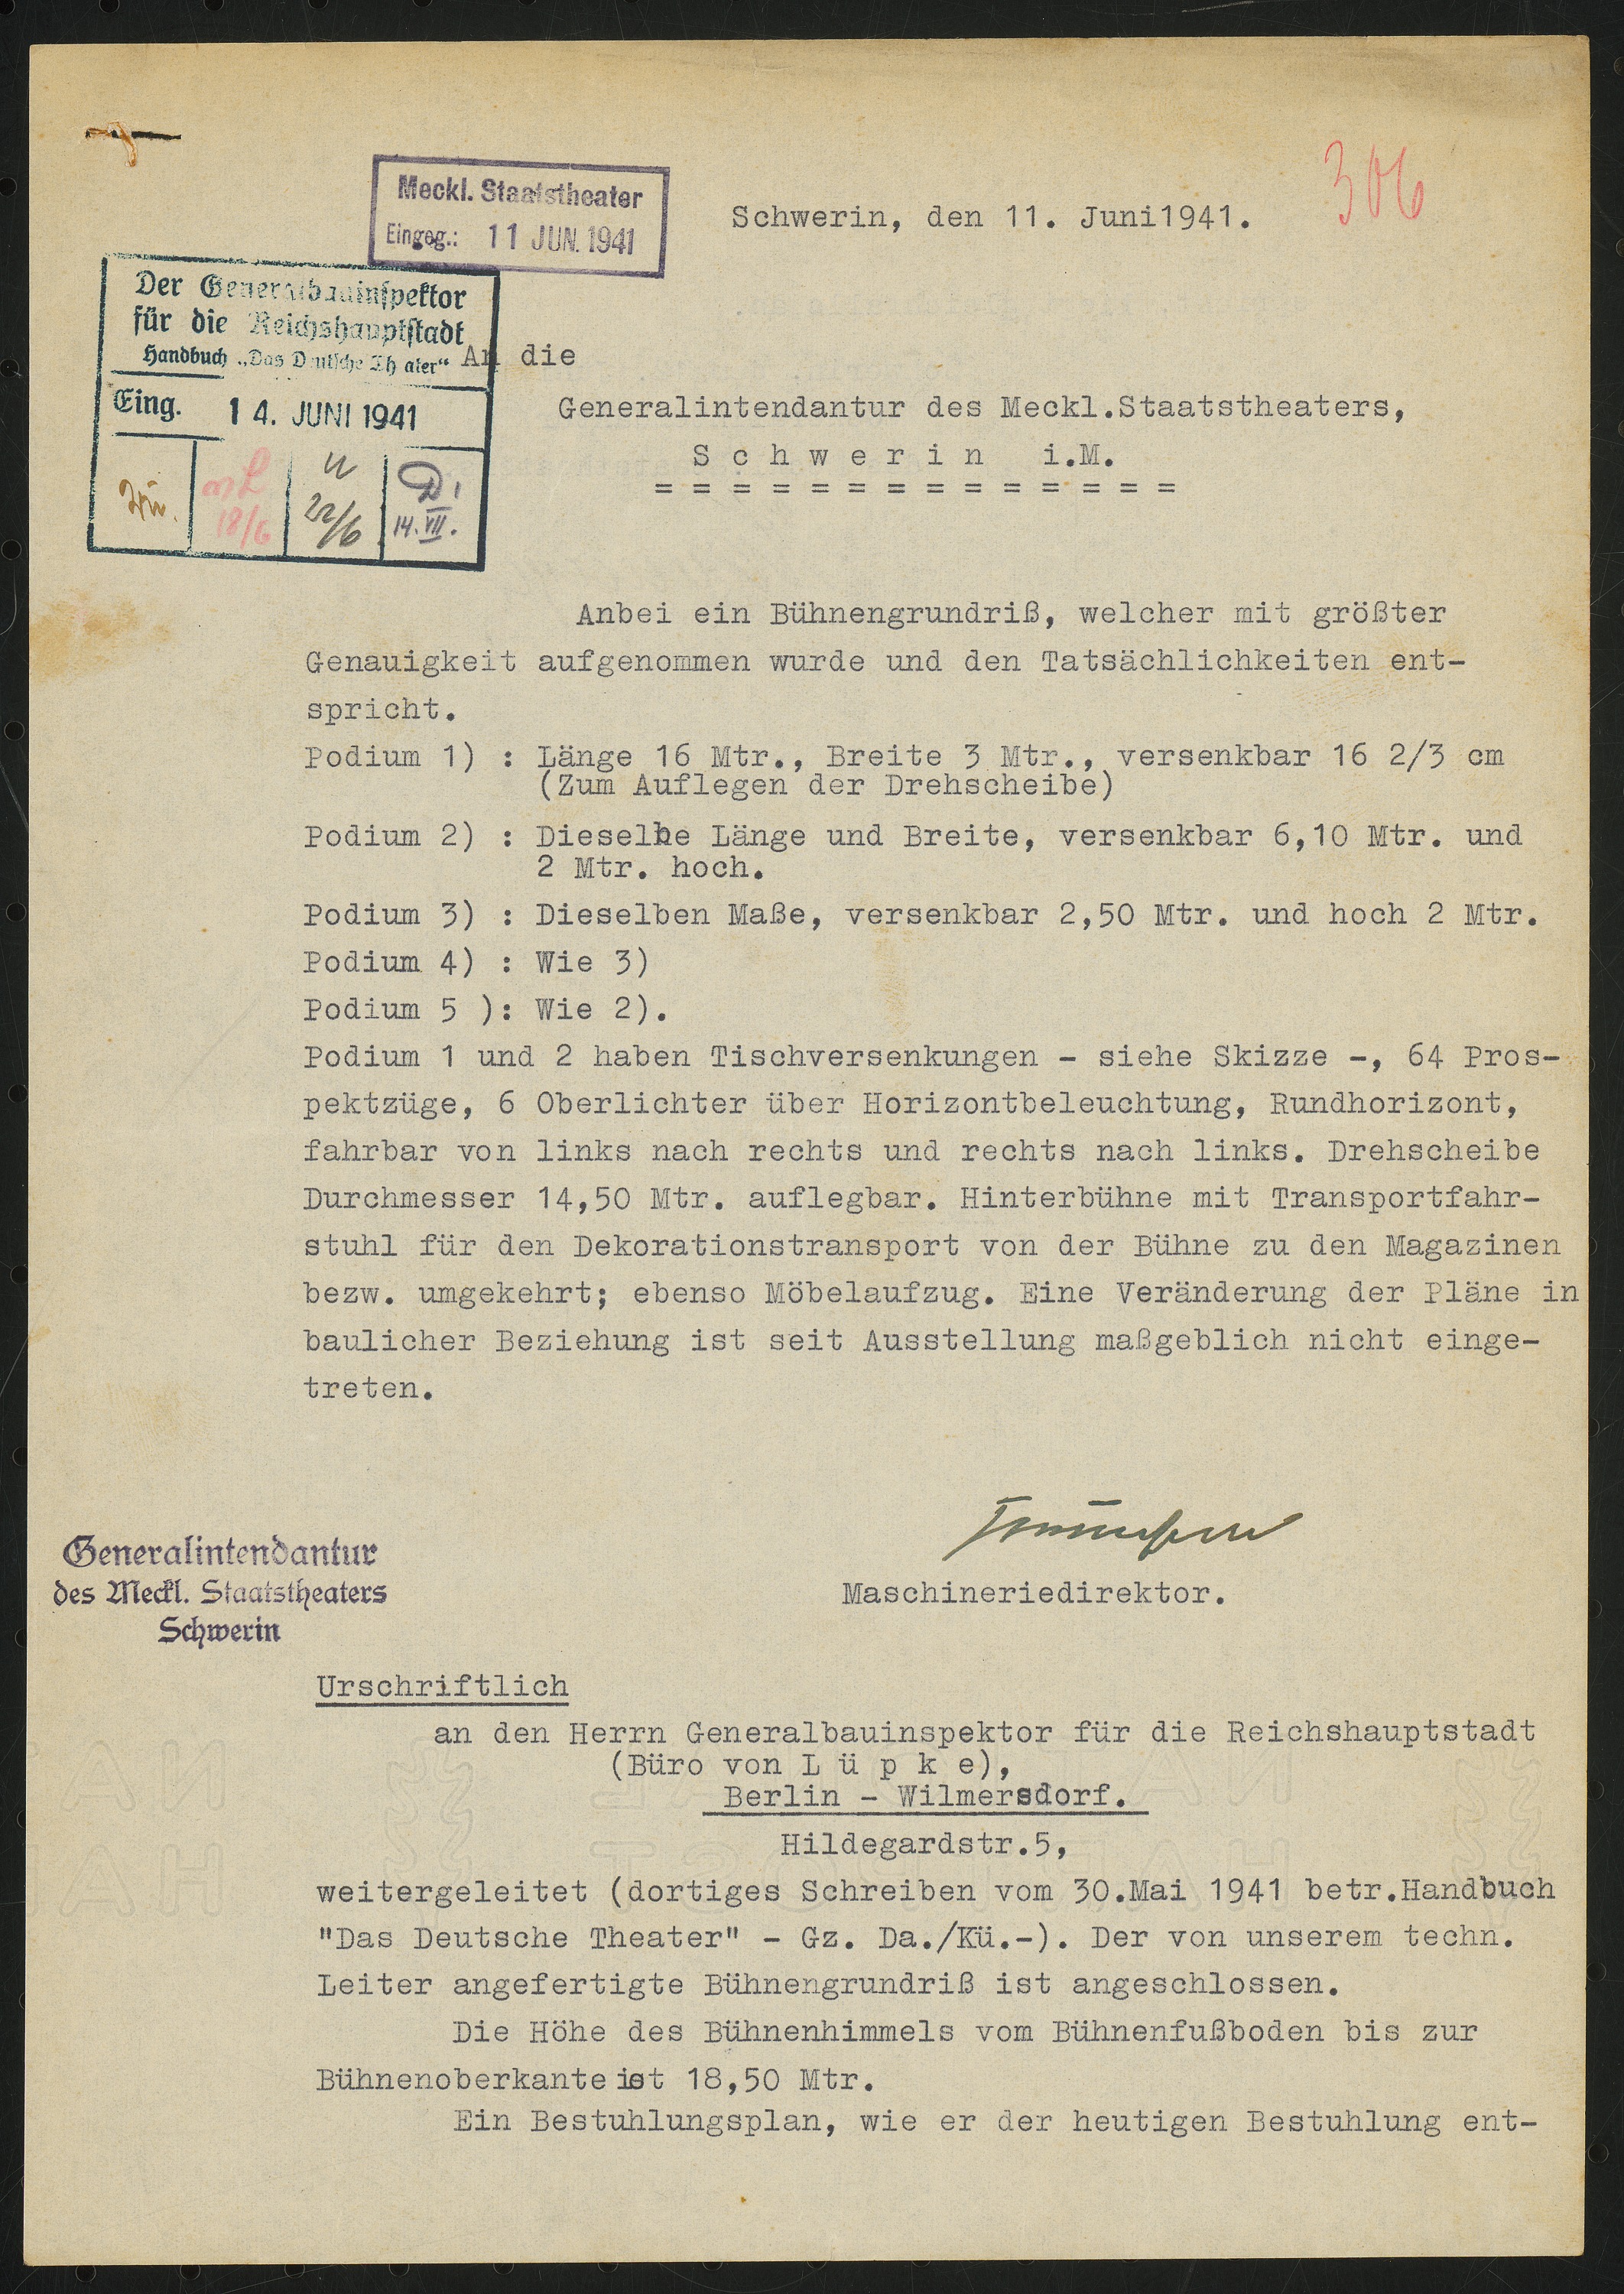 306
Meckl. Staatstheater
Eingeg.: 11 JUN. 1941
Schwerin, den 11. Juni1941.
Der Generalbauinspektor
für die Reichshauptstadt
Handbuch „Das Deutsche Theater“
Eing. 14. JUNI 1941
18/6
22/6
D.
14.VII.
An die
Generalintendantur des Meckl.Staatstheaters,
S c h w e r i n i.M.
= = = = = = = = = = = = = =
Anbei ein Bühnengrundriß, welcher mit größter
Genauigkeit aufgenommen wurde und den Tatsächlichkeiten ent-
spricht.
Podium 1) : Länge 16 Mtr., Breite 3 Mtr., versenkbar 16 2/3 cm
(Zum Auflegen der Drehscheibe)
Podium 2) : Dieselbe Länge und Breite, versenkbar 6,10 Mtr. und
2 Mtr. hoch.
Podium 3) : Dieselben Maße, versenkbar 2,50 Mtr. und hoch 2 Mtr.
Podium 4) : Wie 3)
Podium 5 ): Wie 2).
Podium 1 und 2 haben Tischversenkungen - siehe Skizze -, 64 Pros-
pektzüge, 6 Oberlichter über Horizontbeleuchtung, Rundhorizont,
fahrbar von links nach rechts und rechts nach links. Drehscheibe
Durchmesser 14,50 Mtr. auflegbar. Hinterbühne mit Transportfahr-
stuhl für den Dekorationstransport von der Bühne zu den Magazinen
bezw. umgekehrt; ebenso Möbelaufzug. Eine Veränderung der Pläne in
baulicher Beziehung ist seit Ausstellung maßgeblich nicht einge-
treten.
Maschineriedirektor.
Generalintendantur
des Meckl. Staatstheaters
Schwerin
Urschriftlich
an den Herrn Generalbauinspektor für die Reichshauptstadt
(Büro von L ü p k e),
Berlin - Wilmersdorf.
Hildegardstr.5,
weitergeleitet (dortiges Schreiben vom 30.Mai 1941 betr.Handbuch
"Das Deutsche Theater" - Gz. Da./Kü.-). Der von unserem techn.
Leiter angefertigte Bühnengrundriß ist angeschlossen.
Die Höhe des Bühnenhimmels vom Bühnenfußboden bis zur
Bühnenoberkante ist 18,50 Mtr.
Ein Bestuhlungsplan, wie er der heutigen Bestuhlung ent-